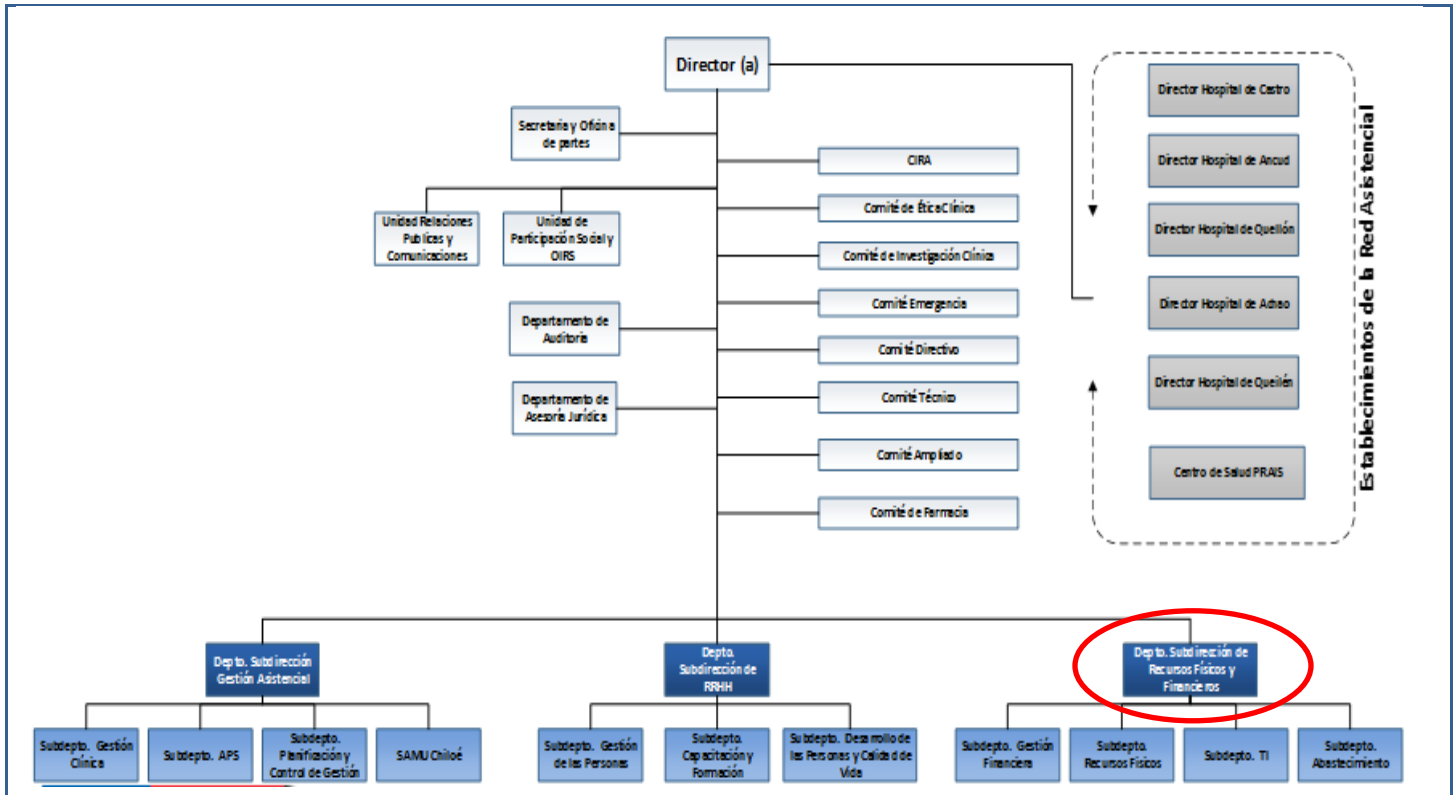 Director (a)
Secretaria y Oficina
de partes
Unidad Relaciones
Publicas y
Comunicaciones
Unidad de
Participación Social y
OIRS
Departamento de
Auditoria
Departamento de
Asesoría Jurídica
CIRA
Comité de Ética Clínica
Comité de Investigación Clínica
Comité Emergencia
Comité Directivo
Comité Técnico
Comité Ampliado
Comité de Farmacia
Director Hospital de Castro
Director Hospital de Ancud
Director Hospital de Quellón
Director Hospital de Achao
Director Hospital de Queilén
Centro de Salud PRAIS
Establecimientos de la Red Asistencial
Depto. Subdirección
Gestión Asistencial
Depto.
Subdirección de
RRHH
Depto. Subdirección de
Recursos Físicos y
Financieros
Subdepto. Gestión
Clínica
Subdepto. APS
Subdepto.
Planificación y
Control de Gestión
SAMU Chiloé
Subdepto. Gestión
de las Personas
Subdepto.
Capacitación y
Formación
Subdepto. Desarrollo de
las Personas y Calidad de
Vida
Subdepto. Gestión
Financiera
Subdepto.
Recursos Físicos
Subdepto. TI
Subdepto.
Abastecimiento